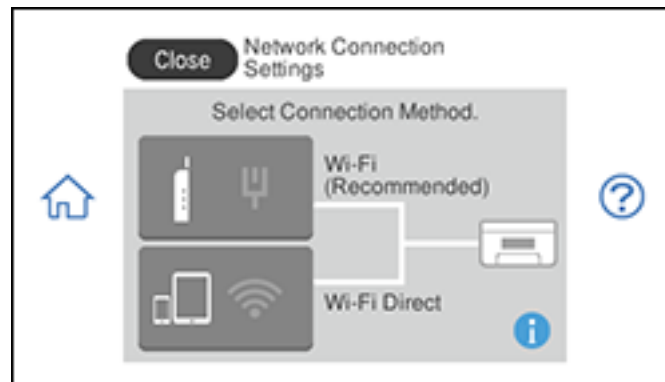 Close
Network Connection
Settings
Select Connection Method.
Wi-Fi
(Recommended)
Wi-Fi Direct